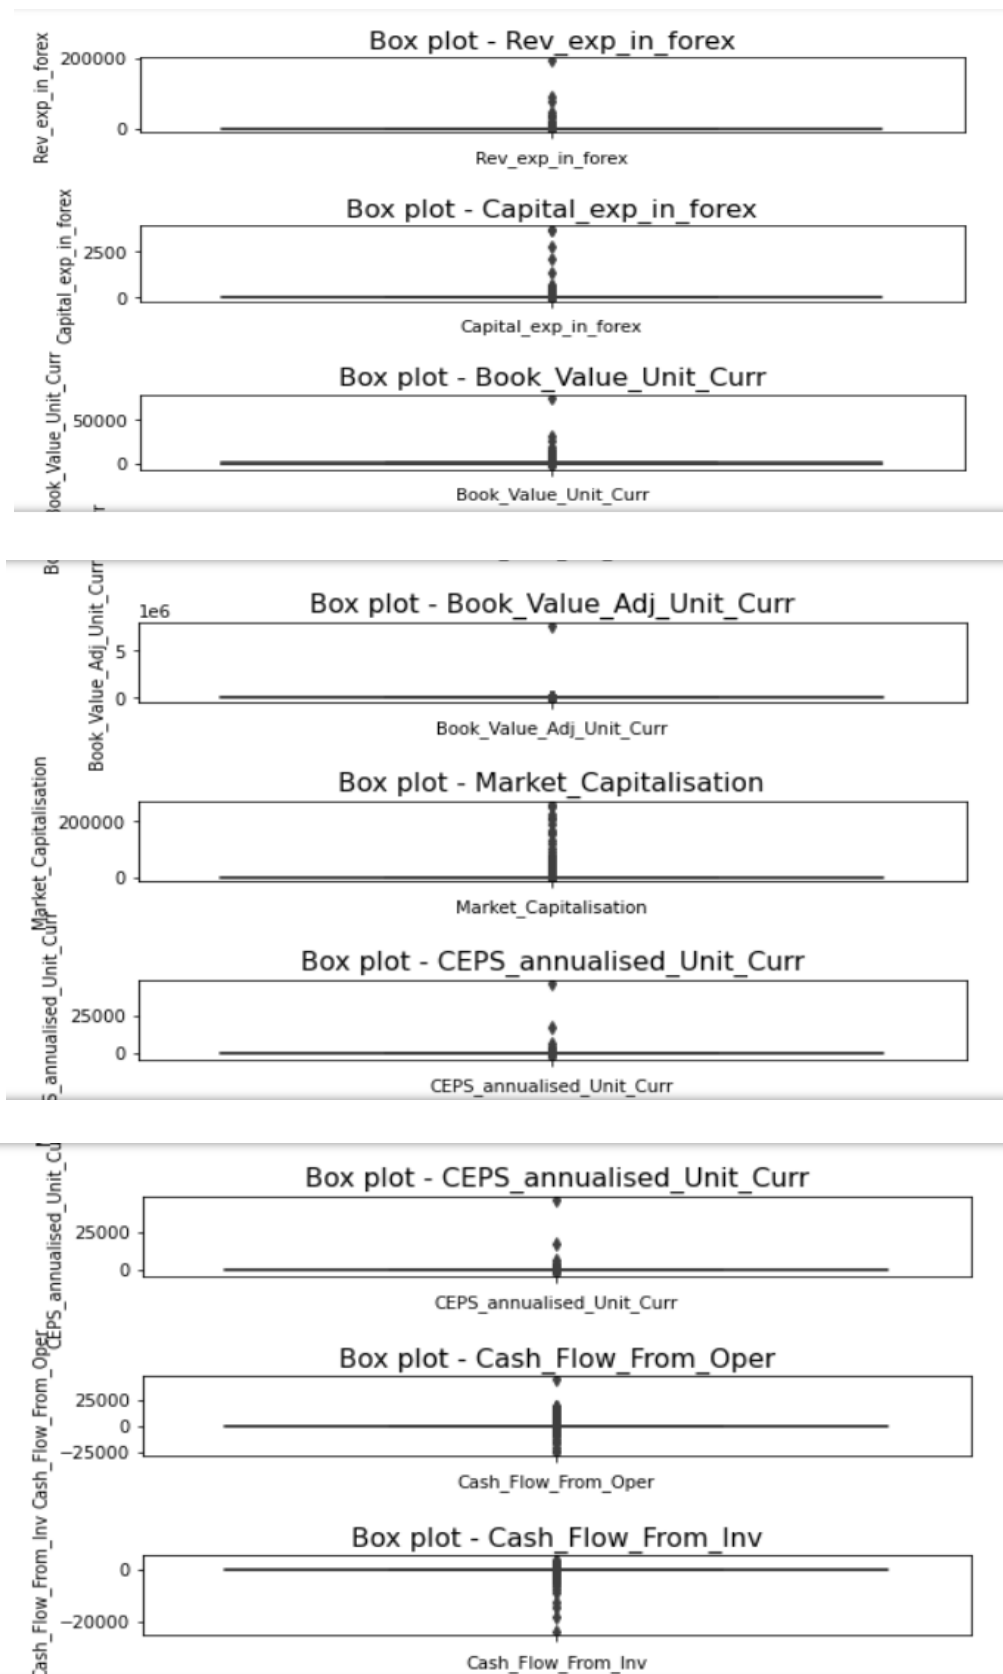 Box plot - Rev_exp_in_forex
Rev_exp_in_forex
200000
0
Rev_exp_in_forex
Box plot - Capital_exp_in_forex
Capital_exp_in_forex
2500
0
Capital_exp_in_forex
Box plot - Book_Value_Unit_Curr
Book_Value_Unit_Curr
50000
0
Book_Value_Unit_Curr
Box plot - Book_Value_Adj_Unit_Curr
Book_Value_Adj_Unit_Curr
1e6
5
0
Book_Value_Adj_Unit_Curr
Box plot - Market_Capitalisation
Market_Capitalisation
200000
0
Market_Capitalisation
Box plot - CEPS_annualised_Unit_Curr
S_annualised_Unit_Curr
25000
0
CEPS_annualised_Unit_Curr
Box plot - CEPS_annualised_Unit_Curr
CEPS_annualised_Unit_Cu
25000
0
CEPS_annualised_Unit_Curr
Box plot - Cash_Flow_From_Oper
Cash_Flow_From_Oper
25000
0
−25000
Cash_Flow_From_Oper
Box plot - Cash_Flow_From_Inv
Cash_Flow_From_Inv
0
−20000
Cash_Flow_From_Inv